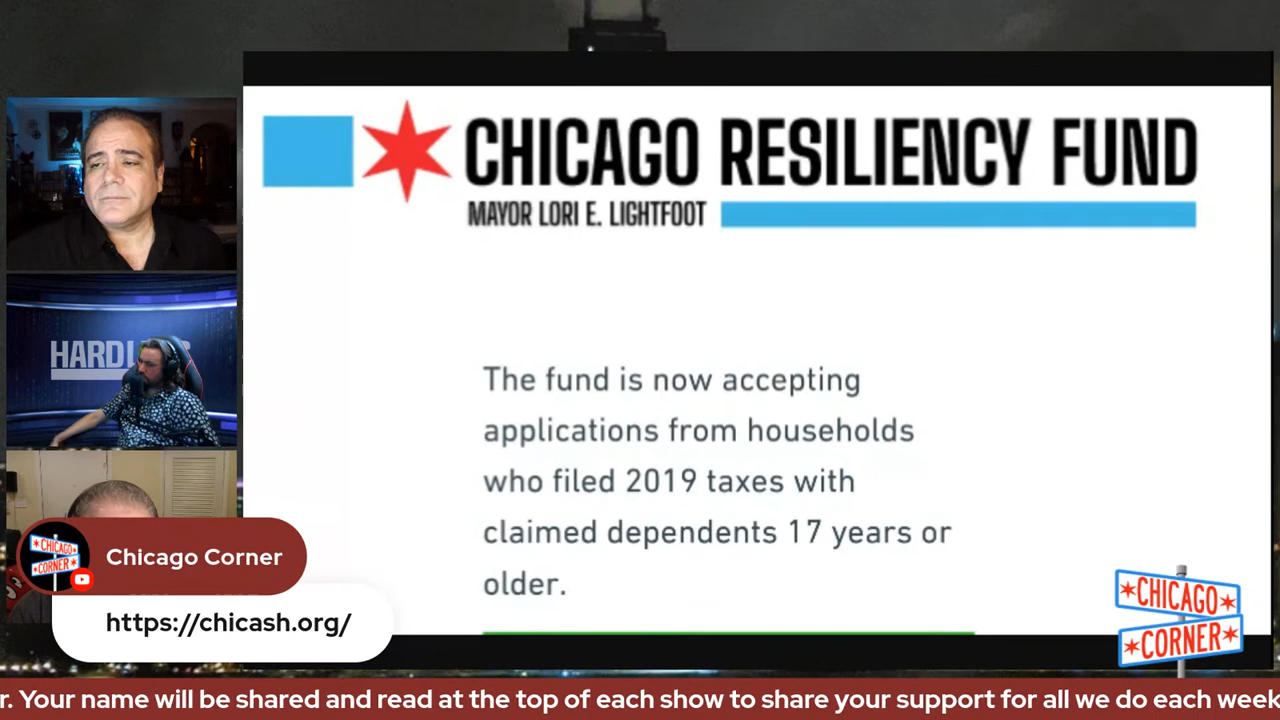 CHICAGO RESILIENCY FUND
MAYOR LORI E. LIGHTFOOT
The fund is now accepting
applications from households
who filed 2019 taxes with
claimed dependents 17 years or
older.
CHICAGO
CORNER
Chicago Corner
https://chicash.org/
CHICAGO
CORNER
r. Your name will be shared and read at the top of each show to share your support for all we do each week